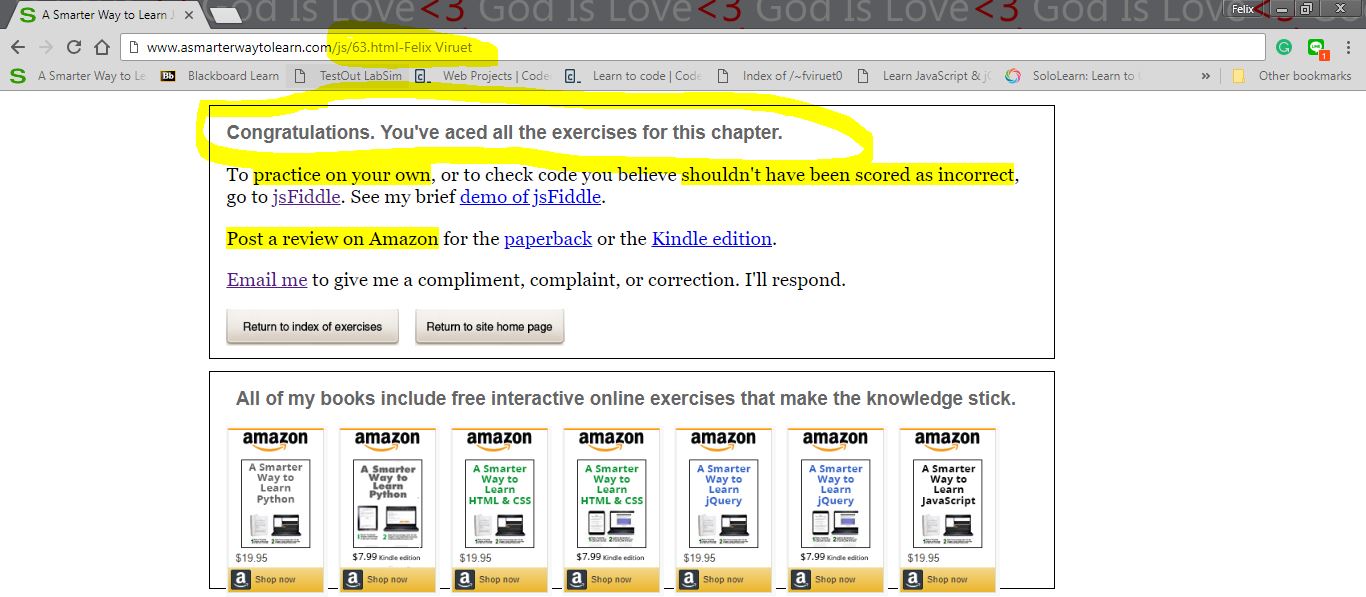 God Is Love<3 God Is Love<3 God Is Love<3 God Is Love<3
A Smarter Way to Learn J
Felix
www.asmarterwaytolearn.com/js/63.html-Felix Viruet
A Smarter Way to Le
Bb Blackboard Learn
TestOut LabSim
Web Projects | Codec
Learn to code | Code
Index of /~fviruet0
Learn JavaScript & j
SoloLearn: Learn to
»
Other bookmarks
Congratulations. You've aced all the exercises for this chapter.
To practice on your own, or to check code you believe shouldn't have been scored as incorrect,
go to jsFiddle. See my brief demo of jsFiddle.
Post a review on Amazon for the paperback or the Kindle edition.
Email me to give me a compliment, complaint, or correction. I'll respond.
Return to index of exercises
Return to site home page
All of my books include free interactive online exercises that make the knowledge stick.
amazon
A Smarter
Way to
Learn
Python
$19.95
Shop now
amazon
A Smarter
Way to
Learn
Python
$7.99 Kindle edition
Shop now
amazon
A Smarter
Way to
Learn
HTML & CSS
$19.95
Shop now
amazon
A Smarter
Way to
Learn
HTML & CSS
$7.99 Kindle edition
Shop now
amazon
A Smarter
Way to
Learn
jQuery
$19.95
Shop now
amazon
A Smarter
Way to
Learn
jQuery
$7.99 Kindle edition
Shop now
amazon
A Smarter
Way to
Learn
JavaScript
$19.95
Shop now